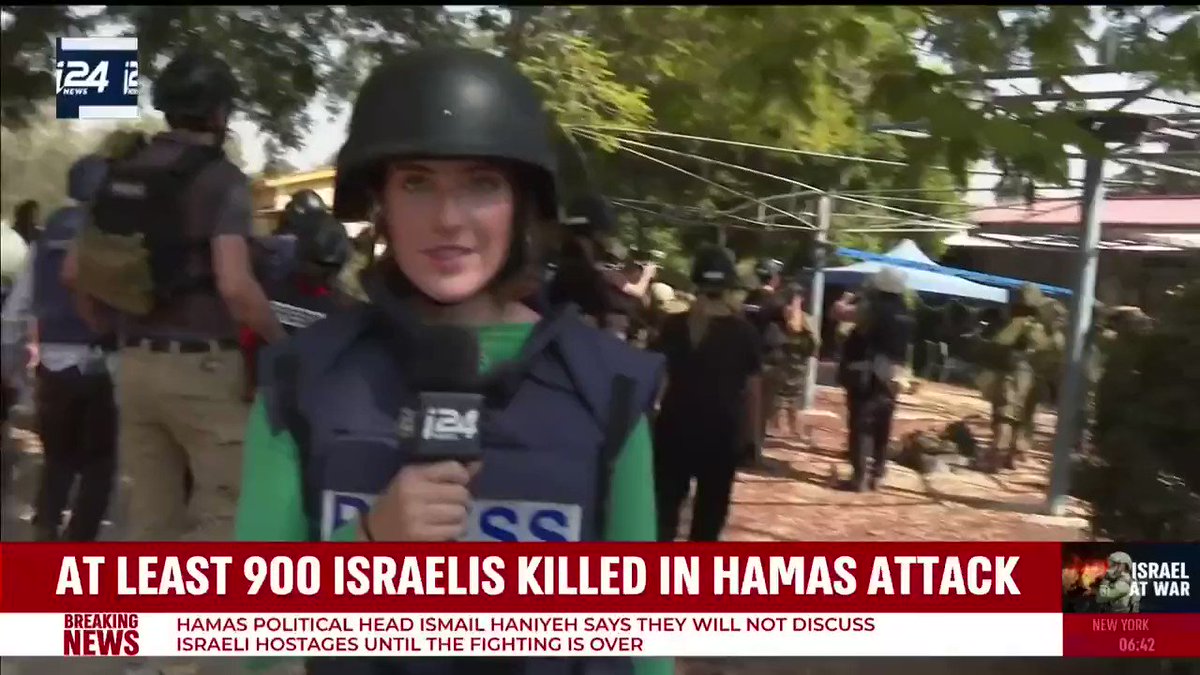 i24
NEWS
i24
PRESS
AT LEAST 900 ISRAELIS KILLED IN HAMAS ATTACK
ISRAEL
AT WAR
BREAKING
NEWS
HAMAS POLITICAL HEAD ISMAIL HANIYEH SAYS THEY WILL NOT DISCUSS
ISRAELI HOSTAGES UNTIL THE FIGHTING IS OVER
NEW YORK
06:42